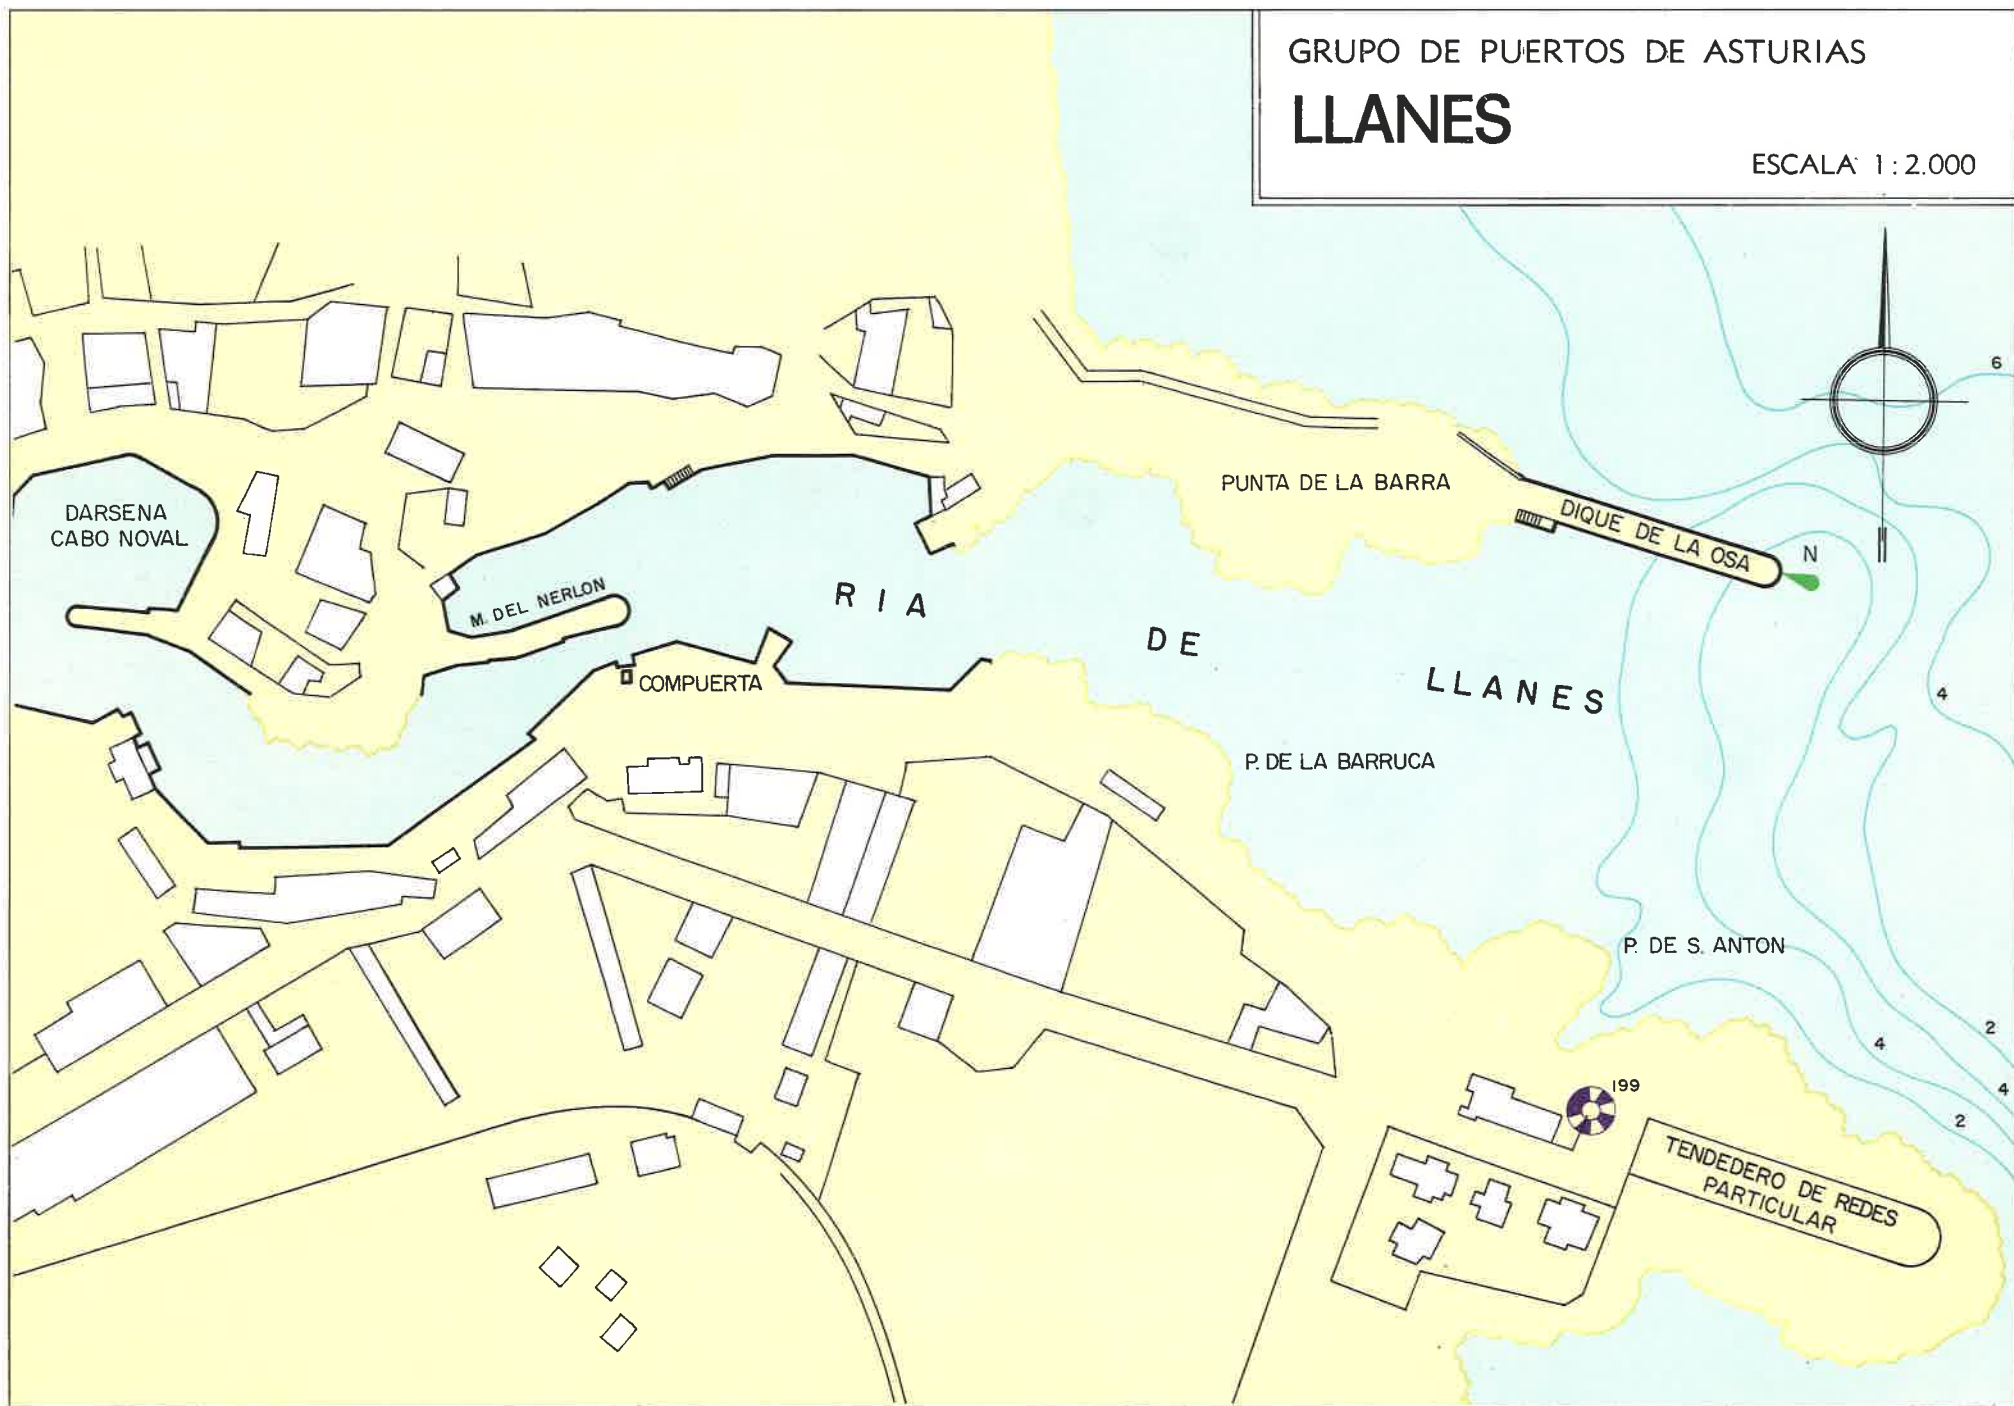 GRUPO DE PUERTOS DE ASTURIAS
LLANES
ESCALA 1:2.000
6
PUNTA DE LA BARRA
DARSENA
CABO NOVAL
DIQUE DE LA OSA
N
M. DEL NERLON
RIA
DE
LLANES
COMPUERTA
4
P. DE LA BARRUCA
P. DE S. ANTON
2
4
4
199
2
TENDEDERO DE REDES
PARTICULAR